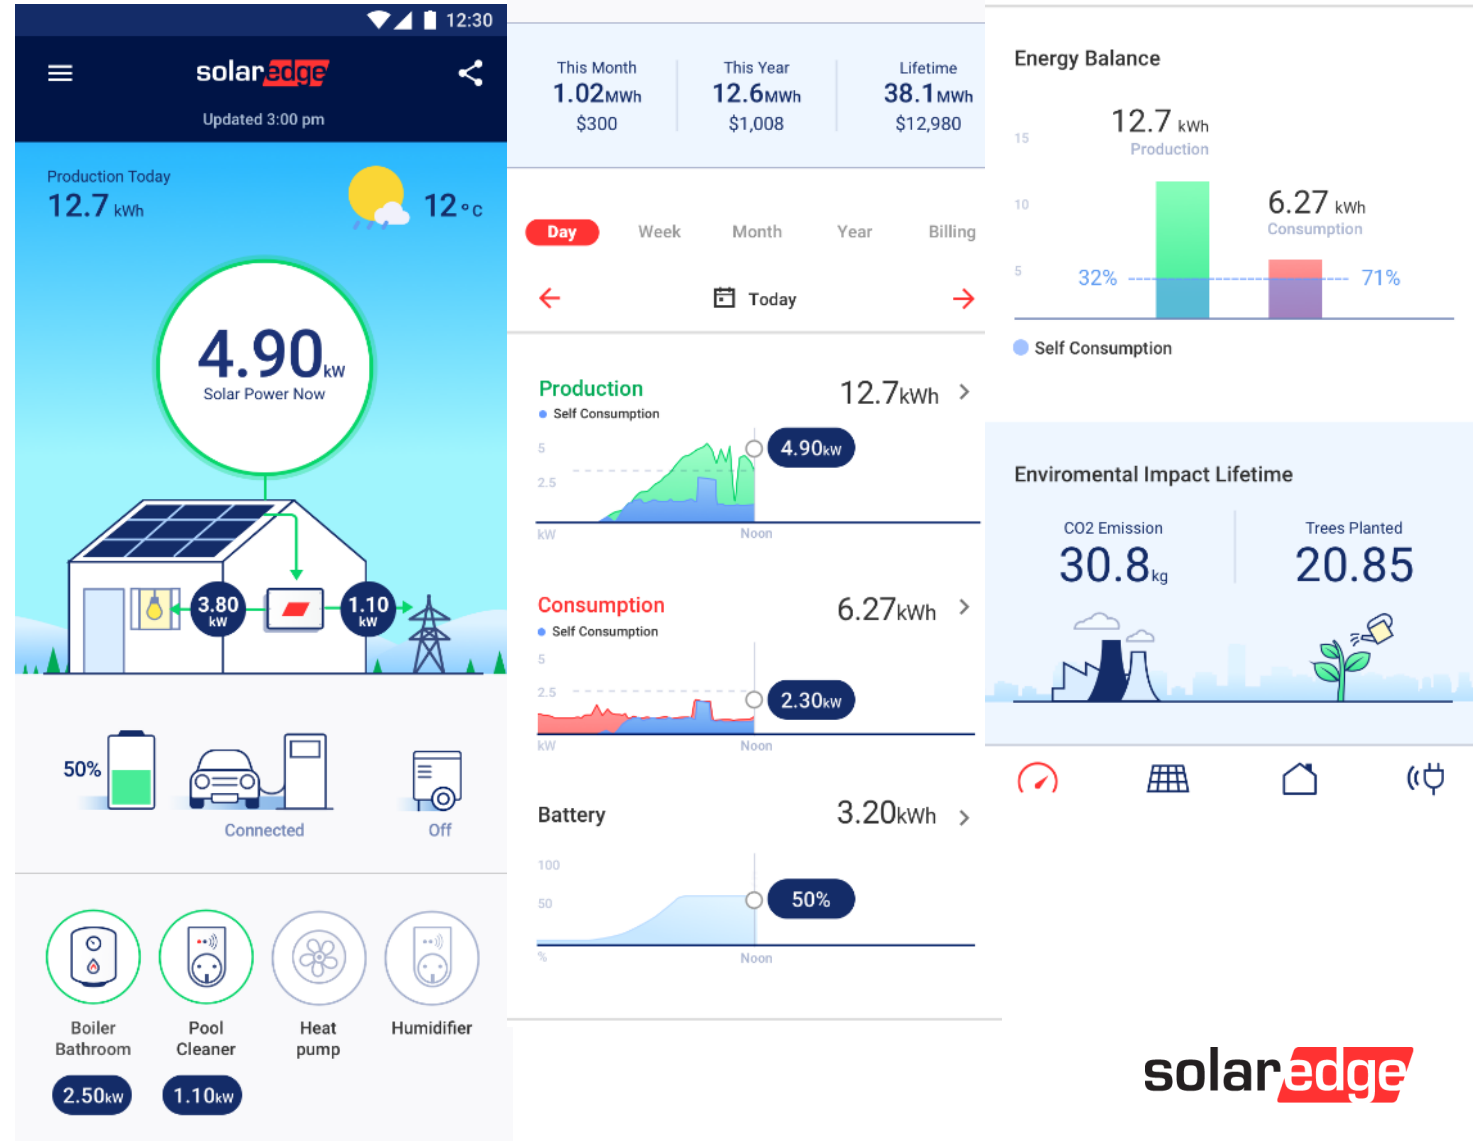 12:30
solaredge
Updated 3:00 pm
Production Today
12.7 kWh
12°C
4.90 kW
Solar Power Now
3.80
kW
1.10
kW
50%
Connected
Off
Boiler
Bathroom
Pool
Cleaner
Heat
pump
Humidifier
2.50kW
1.10kW
This Month
1.02MWh
$300
This Year
12.6MWh
$1,008
Lifetime
38.1MWh
$12,980
Day Week Month Year Billing
Today
Production
12.7kWh
Self Consumption
5
4.90kW
2.5
kW
Noon
Consumption
6.27kWh
Self Consumption
5
2.5
2.30kW
kW
Noon
Battery
3.20kWh
100
50
50%
%
Noon
Energy Balance
12.7 kWh
Production
15
10
6.27 kWh
Consumption
5
32%
71%
Self Consumption
Enviromental Impact Lifetime
CO2 Emission
30.8kg
Trees Planted
20.85
solaredge